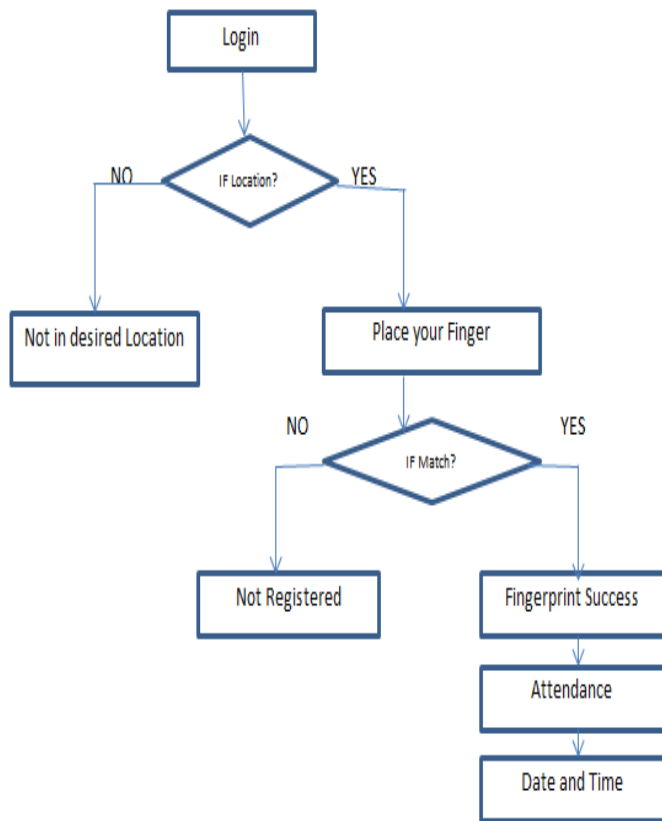 Login
NO
IF Location?
YES
Not in desired Location
Place your Finger
NO
YES
IF Match?
Not Registered
Fingerprint Success
Attendance
Date and Time